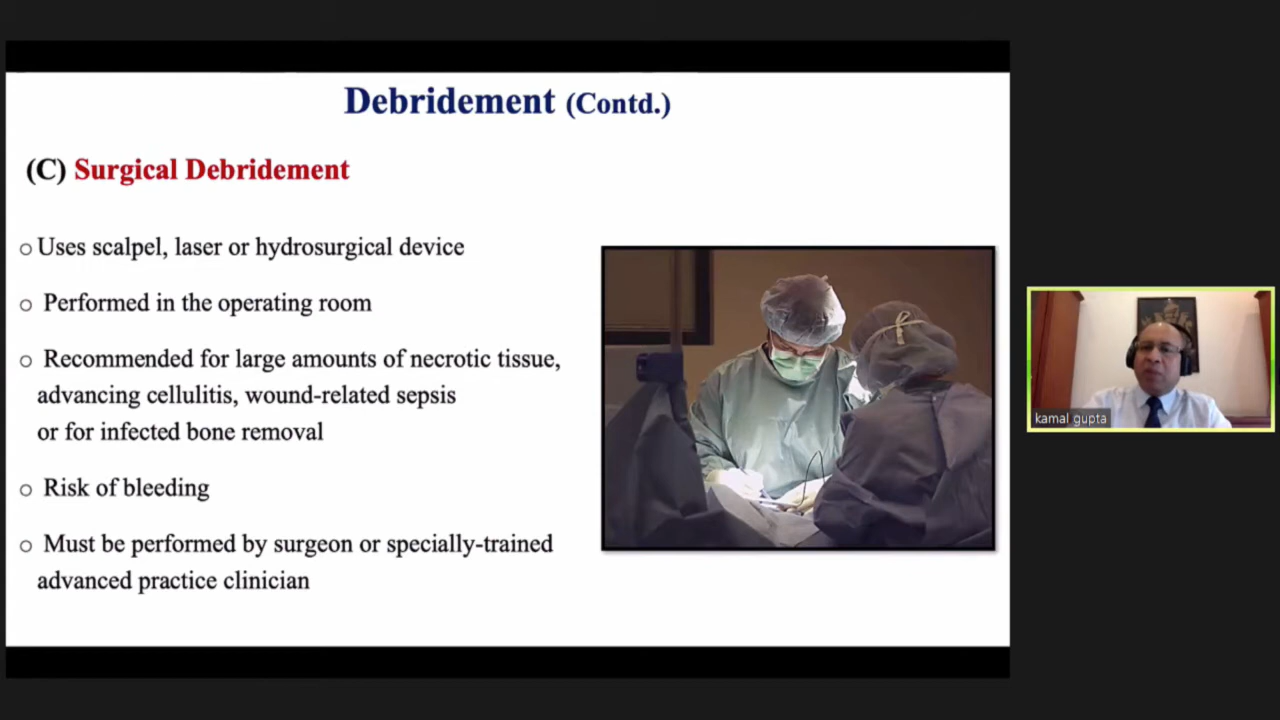 Debridement (Contd.)
(C) Surgical Debridement
o Uses scalpel, laser or hydrosurgical device
o Performed in the operating room
o Recommended for large amounts of necrotic tissue,
advancing cellulitis, wound-related sepsis
or for infected bone removal
o Risk of bleeding
o Must be performed by surgeon or specially-trained
advanced practice clinician
kamal gupta